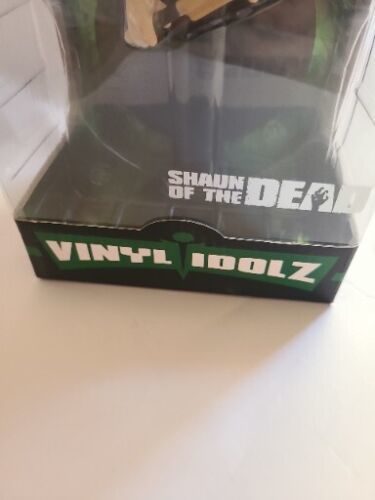 SHAUN
OF THE DEAD
VINYL IDOLZ